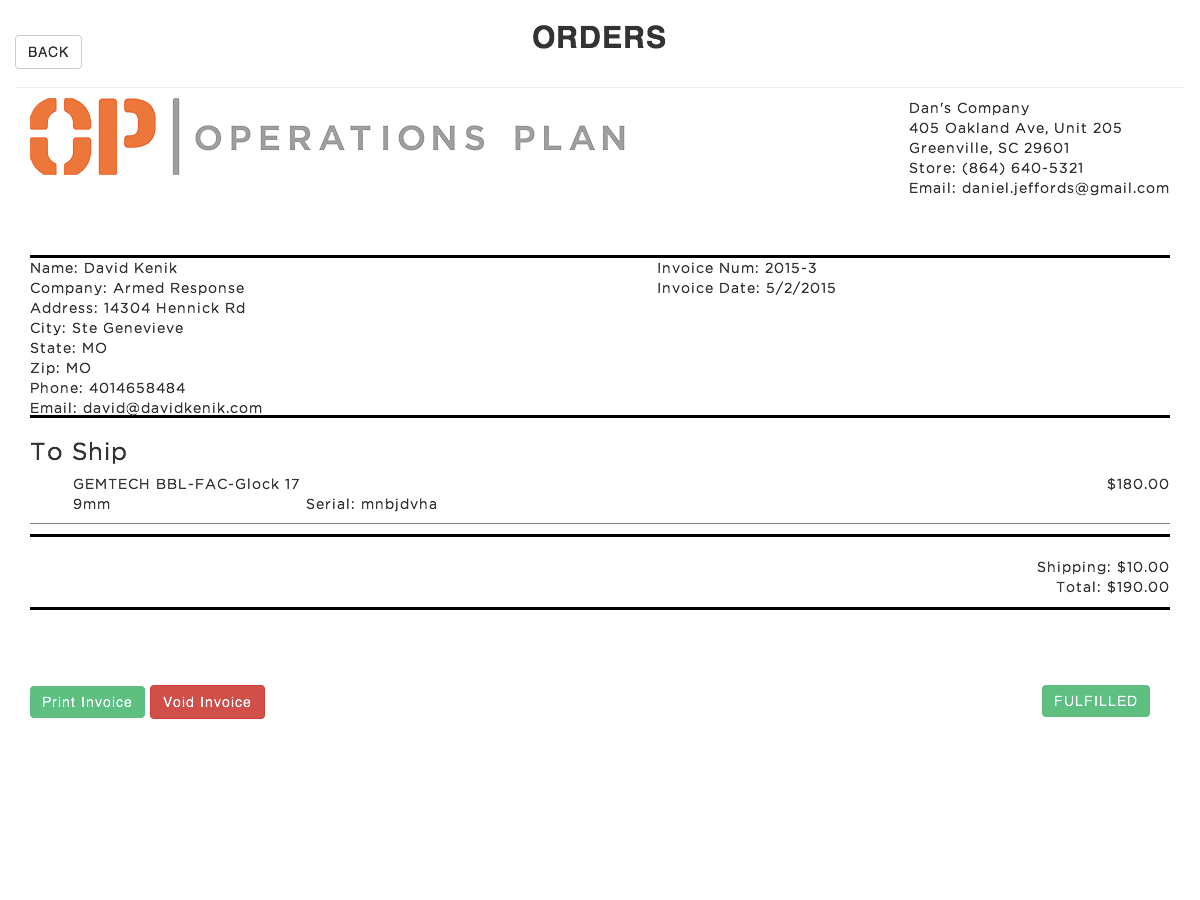 ORDERS
BACK
OP | OPERATIONS PLAN
Dan's Company
405 Oakland Ave, Unit 205
Greenville, SC 29601
Store: (864) 640-5321
Email: daniel.jeffords@gmail.com
Name: David Kenik
Company: Armed Response
Address: 14304 Hennick Rd
City: Ste Genevieve
State: MO
Zip: MO
Phone: 4014658484
Email: david@davidkenik.com
Invoice Num: 2015-3
Invoice Date: 5/2/2015
To Ship
GEMTECH BBL-FAC-Glock 17 $180.00
9mm Serial: mnbjdvha
Shipping: $10.00
Total: $190.00
Print Invoice Void Invoice FULFILLED